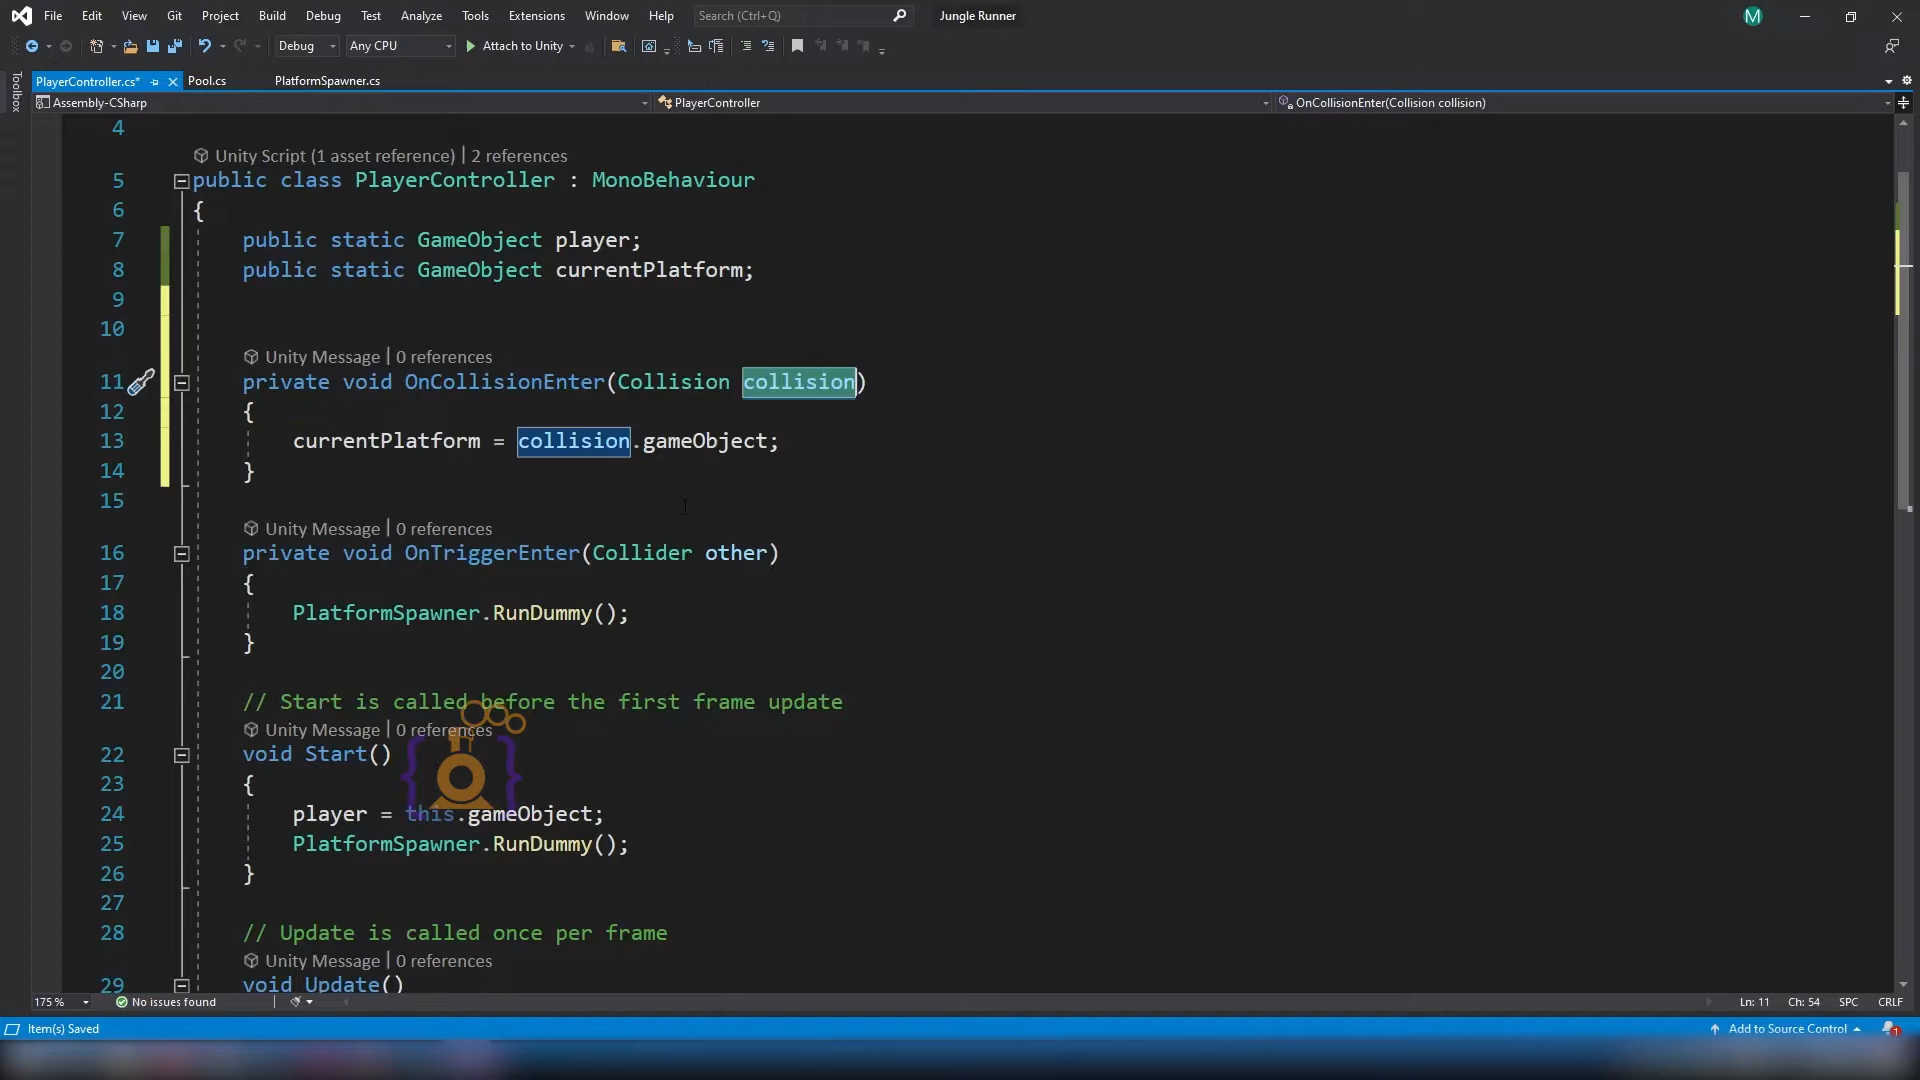 File Edit View Git Project Build Debug Test Analyze Tools Extensions Window Help Search (Ctrl+Q) Jungle Runner M
Debug Any CPU Attach to Unity
PlayerController.cs* Pool.cs PlatformSpawner.cs
Toolbox
Assembly-CSharp PlayerController OnCollisionEnter(Collision collision)
4
Unity Script (1 asset reference) | 2 references
5 public class PlayerController : MonoBehaviour
6 {
7 public static GameObject player;
8 public static GameObject currentPlatform;
9
10
Unity Message | 0 references
11 private void OnCollisionEnter(Collision collision)
12 {
13 currentPlatform = collision.gameObject;
14 }
15
Unity Message | 0 references
16 private void OnTriggerEnter(Collider other)
17 {
18 PlatformSpawner.RunDummy();
19 }
20
21 // Start is called before the first frame update
Unity Message | 0 references
22 void Start()
23 {
24 player = this.gameObject;
25 PlatformSpawner.RunDummy();
26 }
27
28 // Update is called once per frame
Unity Message | 0 references
29 void Update()
175 % No issues found Ln: 11 Ch: 54 SPC CRLF
Item(s) Saved Add to Source Control 1